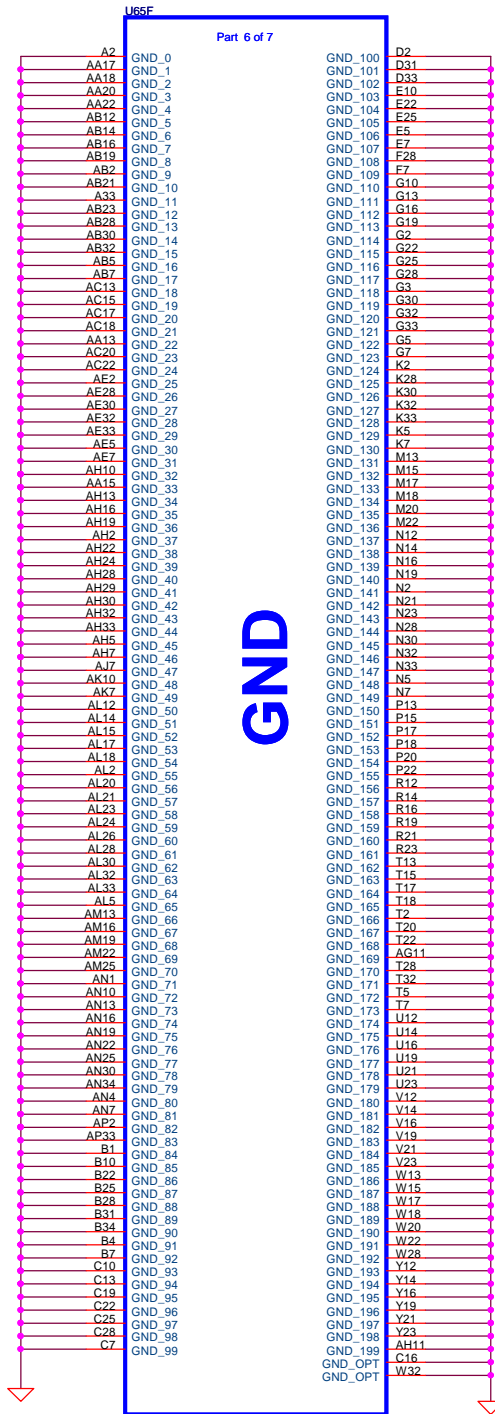 U65F
Part 6 of 7
A2 GND_0 GND_100 D2
AA17 GND_1 GND_101 D31
AA18 GND_2 GND_102 D33
AA20 GND_3 GND_103 E10
AA22 GND_4 GND_104 E22
AB12 GND_5 GND_105 E25
AB14 GND_6 GND_106 E5
AB16 GND_7 GND_107 E7
AB19 GND_8 GND_108 F28
AB2 GND_9 GND_109 F7
AB21 GND_10 GND_110 G10
A33 GND_11 GND_111 G13
AB23 GND_12 GND_112 G16
AB28 GND_13 GND_113 G19
AB30 GND_14 GND_114 G2
AB32 GND_15 GND_115 G22
AB5 GND_16 GND_116 G25
AB7 GND_17 GND_117 G28
AC13 GND_18 GND_118 G3
AC15 GND_19 GND_119 G30
AC17 GND_20 GND_120 G32
AC18 GND_21 GND_121 G33
AA13 GND_22 GND_122 G5
AC20 GND_23 GND_123 G7
AC22 GND_24 GND_124 K2
AE2 GND_25 GND_125 K28
AE28 GND_26 GND_126 K30
AE30 GND_27 GND_127 K32
AE32 GND_28 GND_128 K33
AE33 GND_29 GND_129 K5
AE5 GND_30 GND_130 K7
AE7 GND_31 GND_131 M13
AH10 GND_32 GND_132 M15
AA15 GND_33 GND_133 M17
AH13 GND_34 GND_134 M18
AH16 GND_35 GND_135 M20
AH19 GND_36 GND_136 M22
AH2 GND_37 GND_137 N12
AH22 GND_38 GND_138 N14
AH24 GND_39 GND_139 N16
AH28 GND_40 GND_140 N19
AH29 GND_41 GND_141 N2
AH30 GND_42 GND_142 N21
AH32 GND_43 GND_143 N23
AH33 GND_44 GND_144 N28
AH5 GND_45 GND_145 N30
AH7 GND_46 GND_146 N32
AJ7 GND_47 GND_147 N33
AK10 GND_48 GND_148 N5
AK7 GND_49 GND_149 N7
GND
AL12 GND_50 GND_150 P13
AL14 GND_51 GND_151 P15
AL15 GND_52 GND_152 P17
AL17 GND_53 GND_153 P18
AL18 GND_54 GND_154 P20
AL2 GND_55 GND_155 P22
AL20 GND_56 GND_156 R12
AL21 GND_57 GND_157 R14
AL23 GND_58 GND_158 R16
AL24 GND_59 GND_159 R19
AL26 GND_60 GND_160 R21
AL28 GND_61 GND_161 R23
AL30 GND_62 GND_162 T13
AL32 GND_63 GND_163 T15
AL33 GND_64 GND_164 T17
AL5 GND_65 GND_165 T18
AM13 GND_66 GND_166 T2
AM16 GND_67 GND_167 T20
AM19 GND_68 GND_168 T22
AM22 GND_69 GND_169 AG11
AM25 GND_70 GND_170 T28
AN1 GND_71 GND_171 T32
AN10 GND_72 GND_172 T5
AN13 GND_73 GND_173 T7
AN16 GND_74 GND_174 U12
AN19 GND_75 GND_175 U14
AN22 GND_76 GND_176 U16
AN25 GND_77 GND_177 U19
AN30 GND_78 GND_178 U21
AN34 GND_79 GND_179 U23
AN4 GND_80 GND_180 V12
AN7 GND_81 GND_181 V14
AP2 GND_82 GND_182 V16
AP33 GND_83 GND_183 V19
B1 GND_84 GND_184 V21
B10 GND_85 GND_185 V23
B22 GND_86 GND_186 W13
B25 GND_87 GND_187 W15
B28 GND_88 GND_188 W17
B31 GND_89 GND_189 W18
B34 GND_90 GND_190 W20
B4 GND_91 GND_191 W22
B7 GND_92 GND_192 W28
C10 GND_93 GND_193 Y12
C13 GND_94 GND_194 Y14
C19 GND_95 GND_195 Y16
C22 GND_96 GND_196 Y19
C25 GND_97 GND_197 Y21
C28 GND_98 GND_198 Y23
C7 GND_99 GND_199 AH11
GND_OPT C16
GND_OPT W32